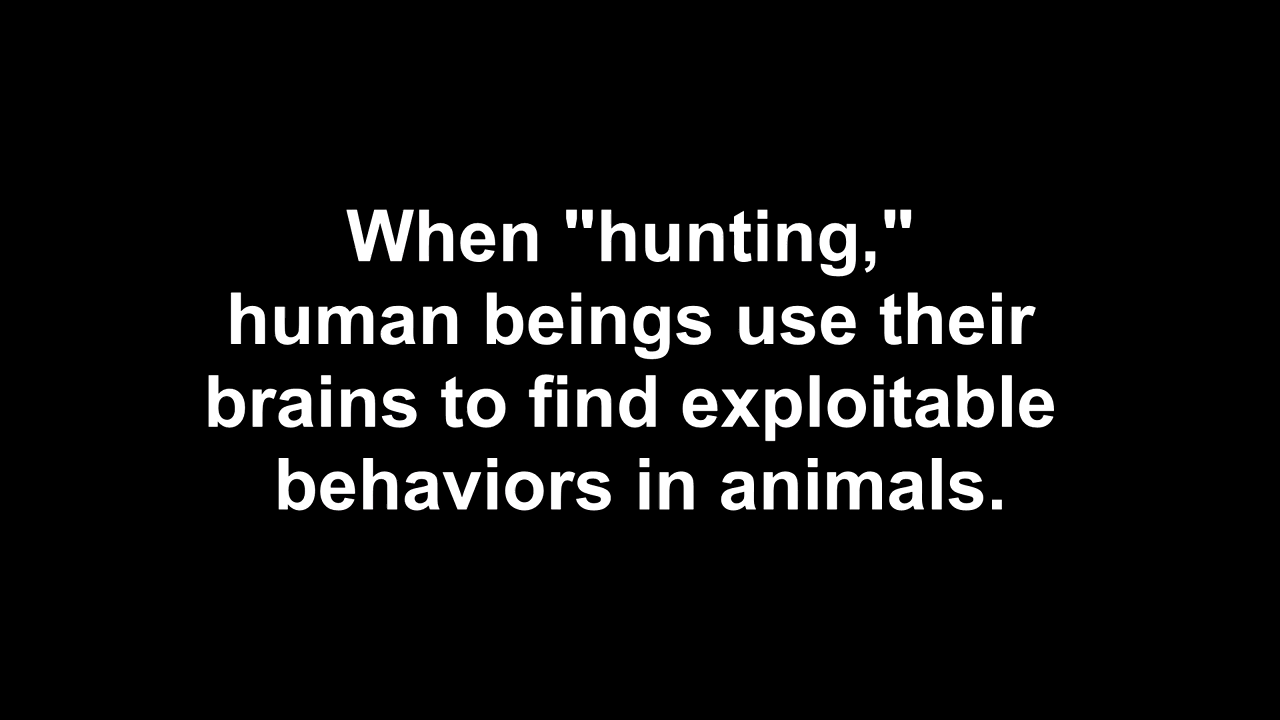 When "hunting,"
human beings use their
brains to find exploitable
behaviors in animals.